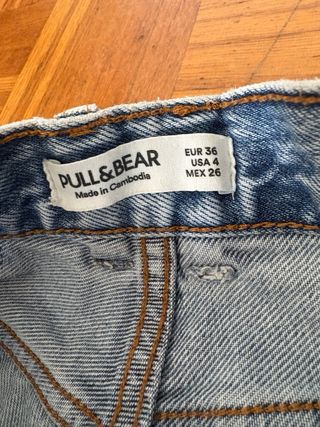 PULL&BEAR
Made in Cambodia
EUR 36
USA 4
MEX 26